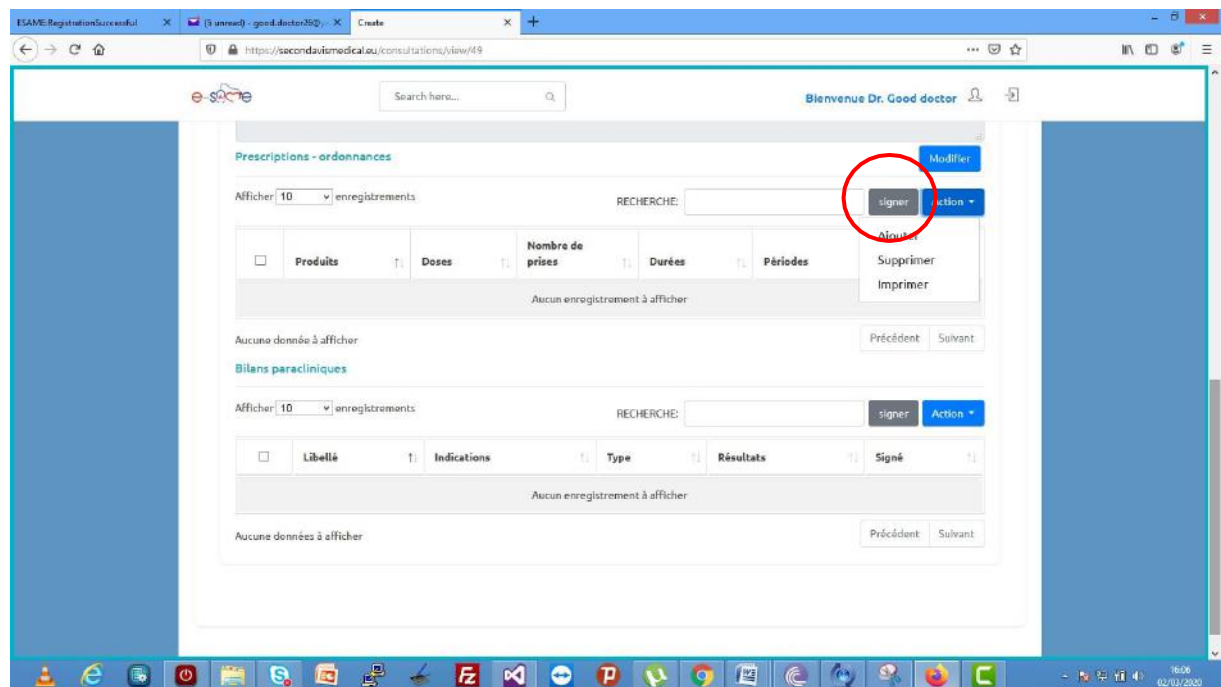 ESAME:RegistrationSuccessful
(5 unread) - good.doctor26@y
Create
https://secondavismedical.eu/consultations/view/49
e-same
Search here...
Bienvenue Dr. Good doctor
Prescriptions - ordonnances
Modifier
Afficher 10 enregistrements
RECHERCHE:
signer
Action
Ajouter
Supprimer
Imprimer
Produits
Doses
Nombre de
prises
Durées
Périodes
Aucun enregistrement à afficher
Aucune donnée à afficher
Précédent
Suivant
Bilans paracliniques
Afficher 10 enregistrements
RECHERCHE:
signer
Action
Libellé
Indications
Type
Résultats
Signé
Aucun enregistrement à afficher
Aucune données à afficher
Précédent
Suivant
16:06
02/03/2020